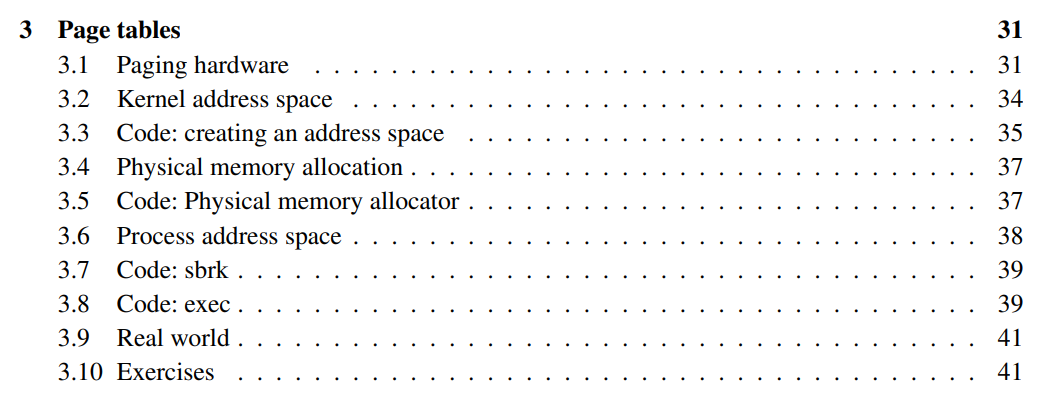 3 Page tables 31
3.1 Paging hardware . . . . . . . . . . . . . . . . . . . . . . . . . . . . . . . . . . . 31
3.2 Kernel address space . . . . . . . . . . . . . . . . . . . . . . . . . . . . . . . . . 34
3.3 Code: creating an address space . . . . . . . . . . . . . . . . . . . . . . . . . . . 35
3.4 Physical memory allocation . . . . . . . . . . . . . . . . . . . . . . . . . . . . . . 37
3.5 Code: Physical memory allocator . . . . . . . . . . . . . . . . . . . . . . . . . . . 37
3.6 Process address space . . . . . . . . . . . . . . . . . . . . . . . . . . . . . . . . . 38
3.7 Code: sbrk . . . . . . . . . . . . . . . . . . . . . . . . . . . . . . . . . . . . . . . 39
3.8 Code: exec . . . . . . . . . . . . . . . . . . . . . . . . . . . . . . . . . . . . . . . 39
3.9 Real world . . . . . . . . . . . . . . . . . . . . . . . . . . . . . . . . . . . . . . . 41
3.10 Exercises . . . . . . . . . . . . . . . . . . . . . . . . . . . . . . . . . . . . . . . 41